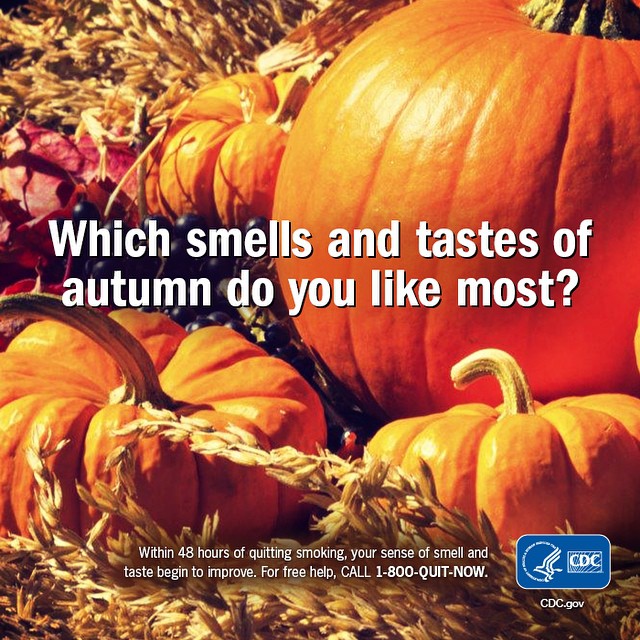 Which smells and tastes of
autumn do you like most?
Within 48 hours of quitting smoking, your sense of smell and
taste begin to improve. For free help, CALL 1-800-QUIT-NOW.
CDC
CDC.gov